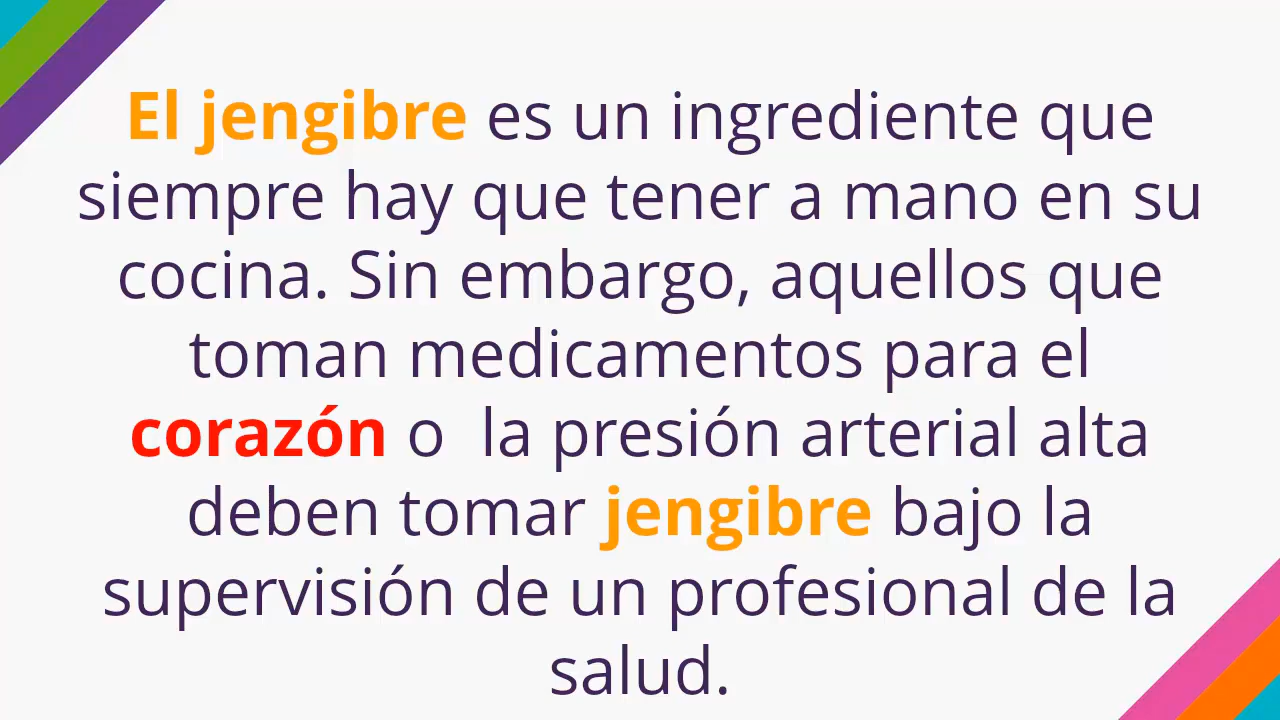 El jengibre es un ingrediente que
siempre hay que tener a mano en su
cocina. Sin embargo, aquellos que
toman medicamentos para el
corazón o  la presión arterial alta
deben tomar jengibre bajo la
supervisión de un profesional de la
salud.